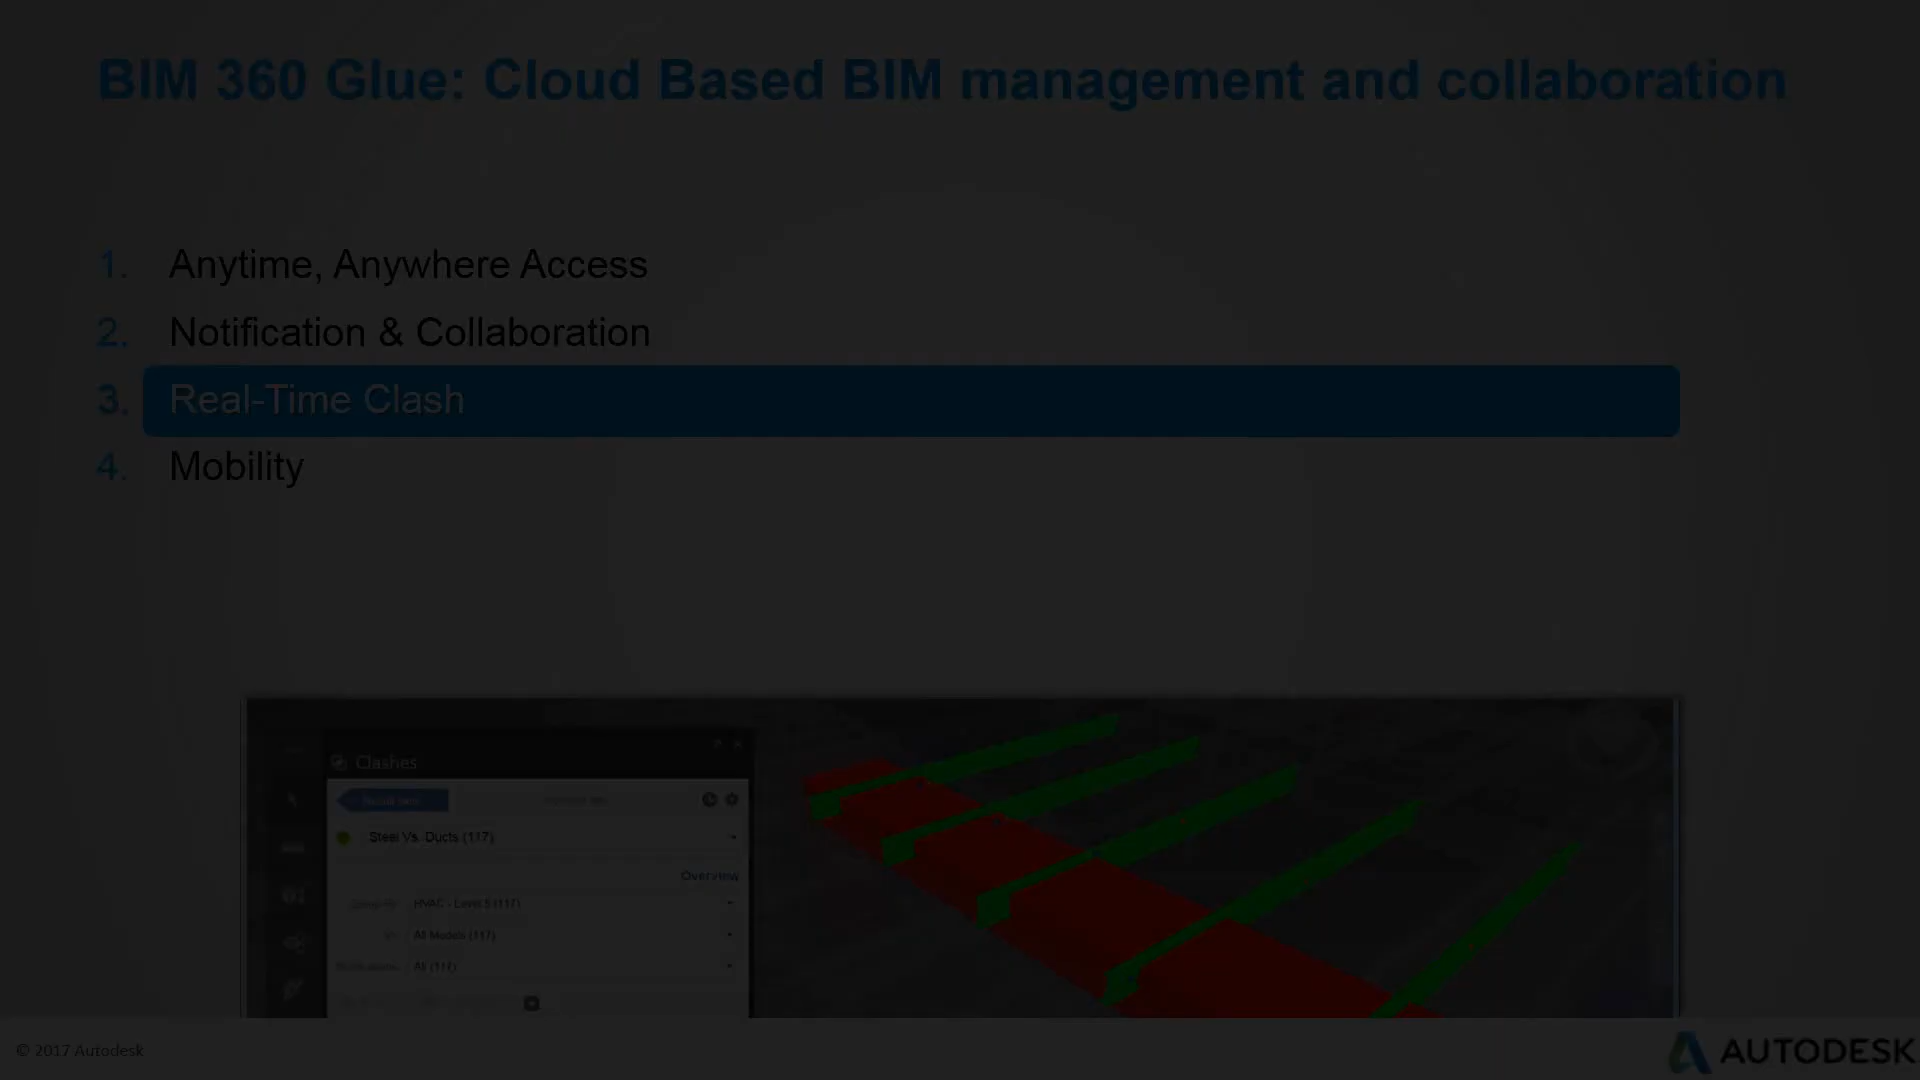 BIM 360 Glue: Cloud Based BIM management and collaboration
1. Anytime, Anywhere Access
2. Notification & Collaboration
3. Real-Time Clash
4. Mobility
Clashes
Steel Vs. Ducts (117)
Overview
HVAC - Level 5 (117)
All Models (117)
All (117)
© 2017 Autodesk
AUTODESK